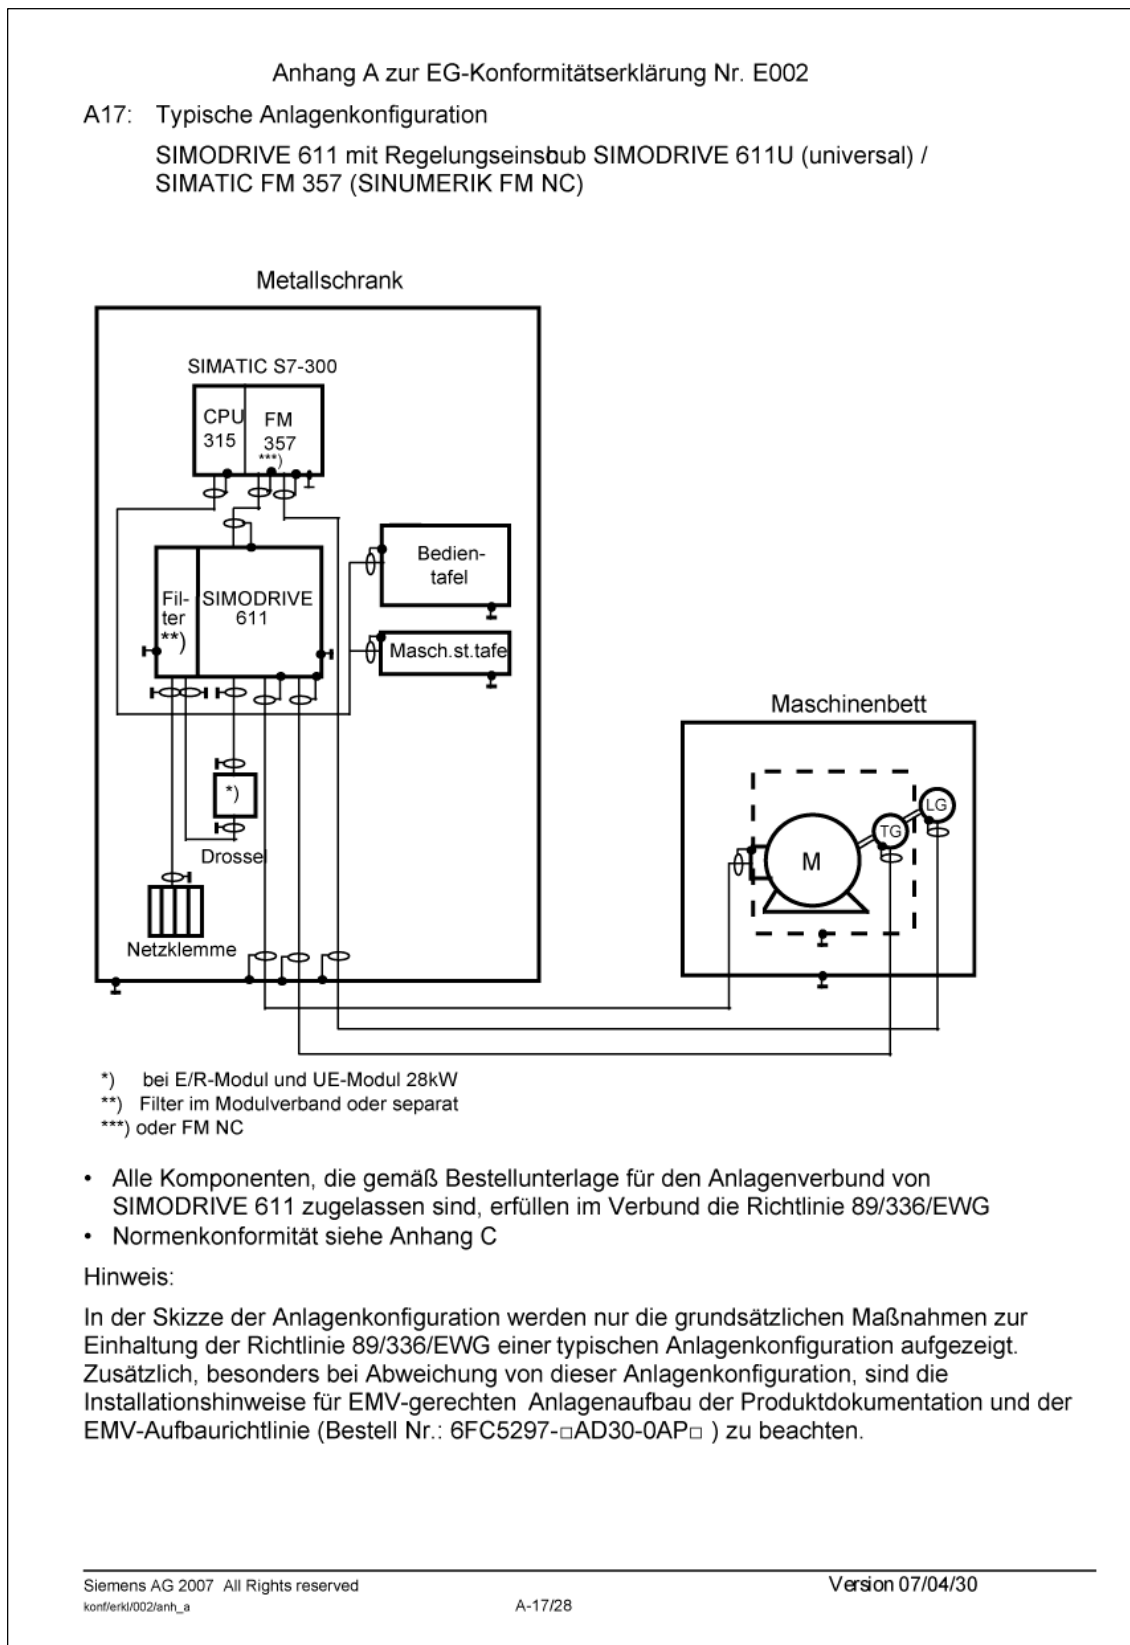 Anhang A zur EG-Konformitätserklärung Nr. E002
A17: Typische Anlagenkonfiguration
SIMODRIVE 611 mit Regelungseinschub SIMODRIVE 611U (universal) /
SIMATIC FM 357 (SINUMERIK FM NC)
Metallschrank
SIMATIC S7-300
CPU
315
FM
357
***)
Bedien-
tafel
Fil-
ter
**)
SIMODRIVE
611
Masch.st.tafe
Maschinenbett
*)
Drossel
LG
TG
M
Netzklemme
*) bei E/R-Modul und UE-Modul 28kW
**) Filter im Modulverband oder separat
***) oder FM NC
• Alle Komponenten, die gemäß Bestellunterlage für den Anlagenverbund von
SIMODRIVE 611 zugelassen sind, erfüllen im Verbund die Richtlinie 89/336/EWG
• Normenkonformität siehe Anhang C
Hinweis:
In der Skizze der Anlagenkonfiguration werden nur die grundsätzlichen Maßnahmen zur
Einhaltung der Richtlinie 89/336/EWG einer typischen Anlagenkonfiguration aufgezeigt.
Zusätzlich, besonders bei Abweichung von dieser Anlagenkonfiguration, sind die
Installationshinweise für EMV-gerechten Anlagenaufbau der Produktdokumentation und der
EMV-Aufbaurichtlinie (Bestell Nr.: 6FC5297-□AD30-0AP□ ) zu beachten.
Siemens AG 2007 All Rights reserved
Version 07/04/30
konf/erkl/002/anh_a
A-17/28